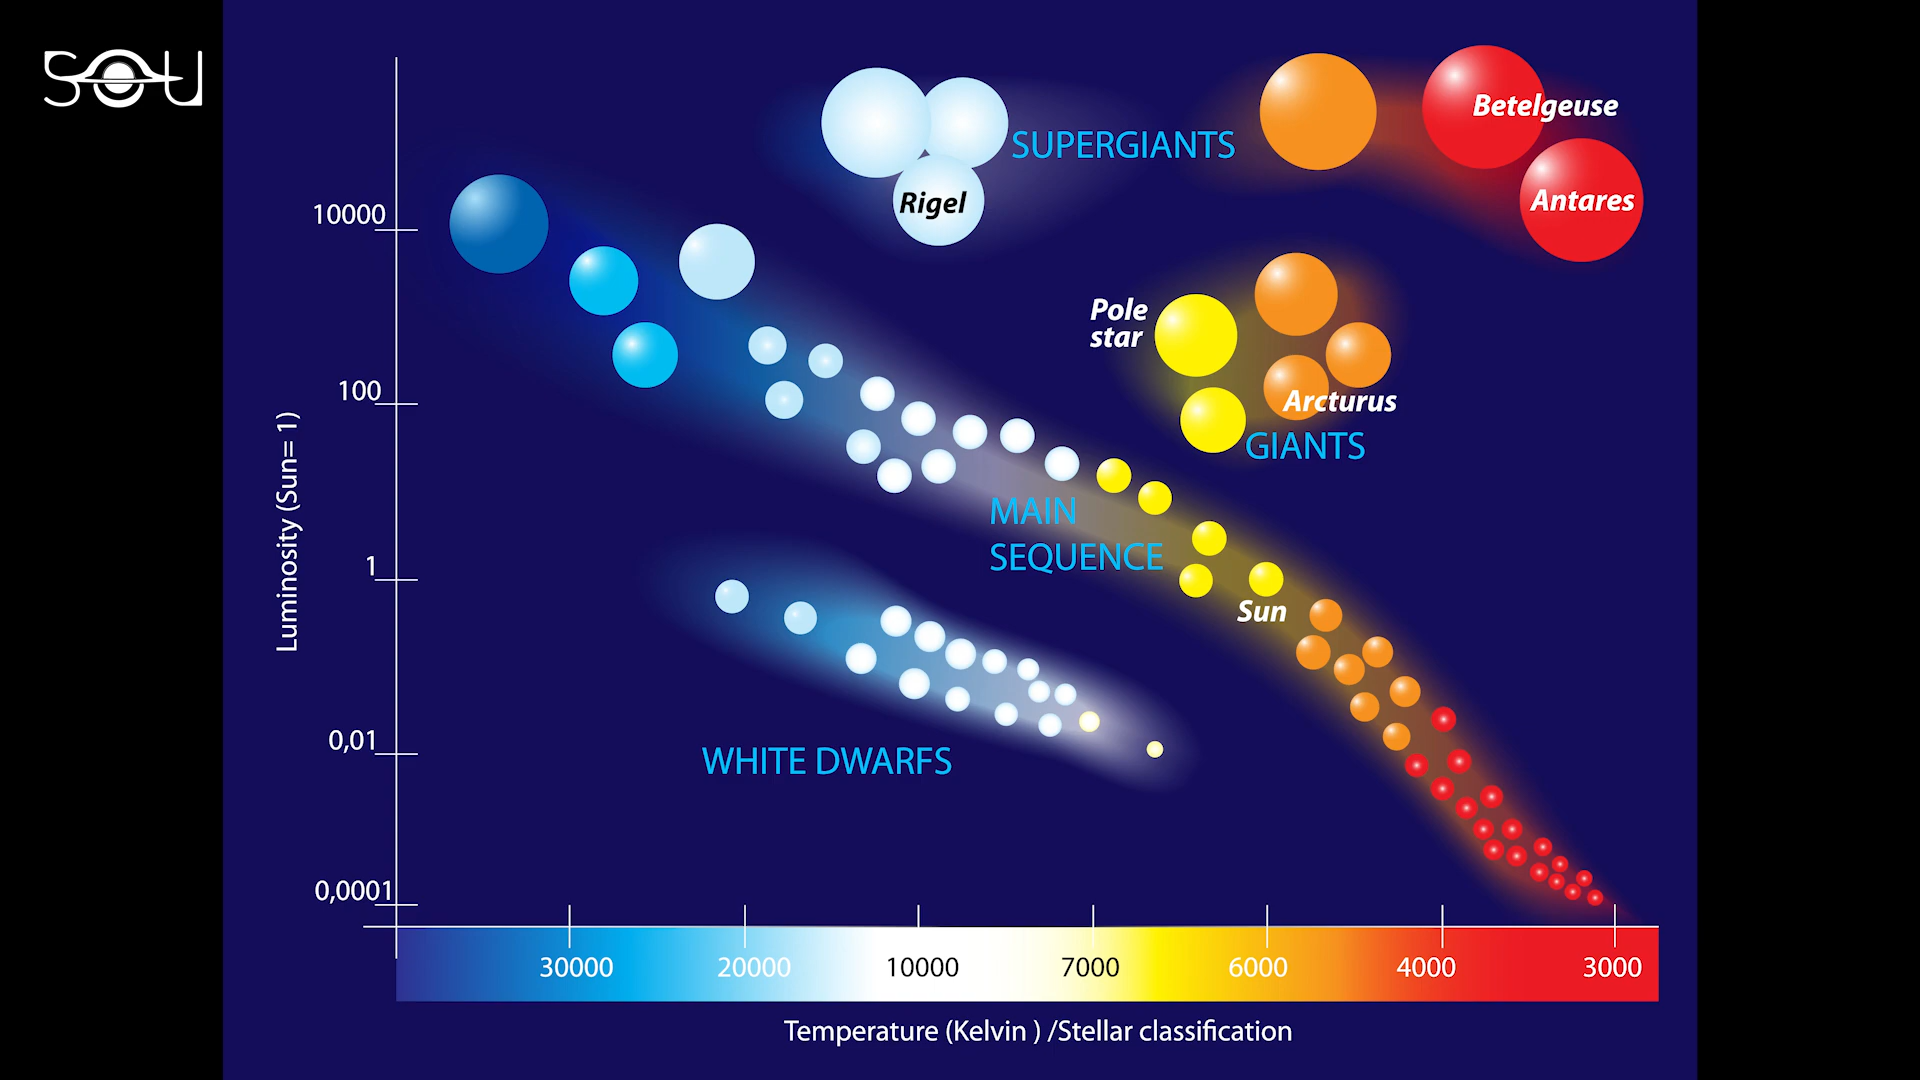 SOU
SUPERGIANTS
Betelgeuse
Rigel
Antares
10000
Pole
star
100
Arcturus
GIANTS
Luminosity (Sun= 1)
MAIN
SEQUENCE
1
Sun
0,01
WHITE DWARFS
0,0001
30000 20000 10000 7000 6000 4000 3000
Temperature (Kelvin ) /Stellar classification